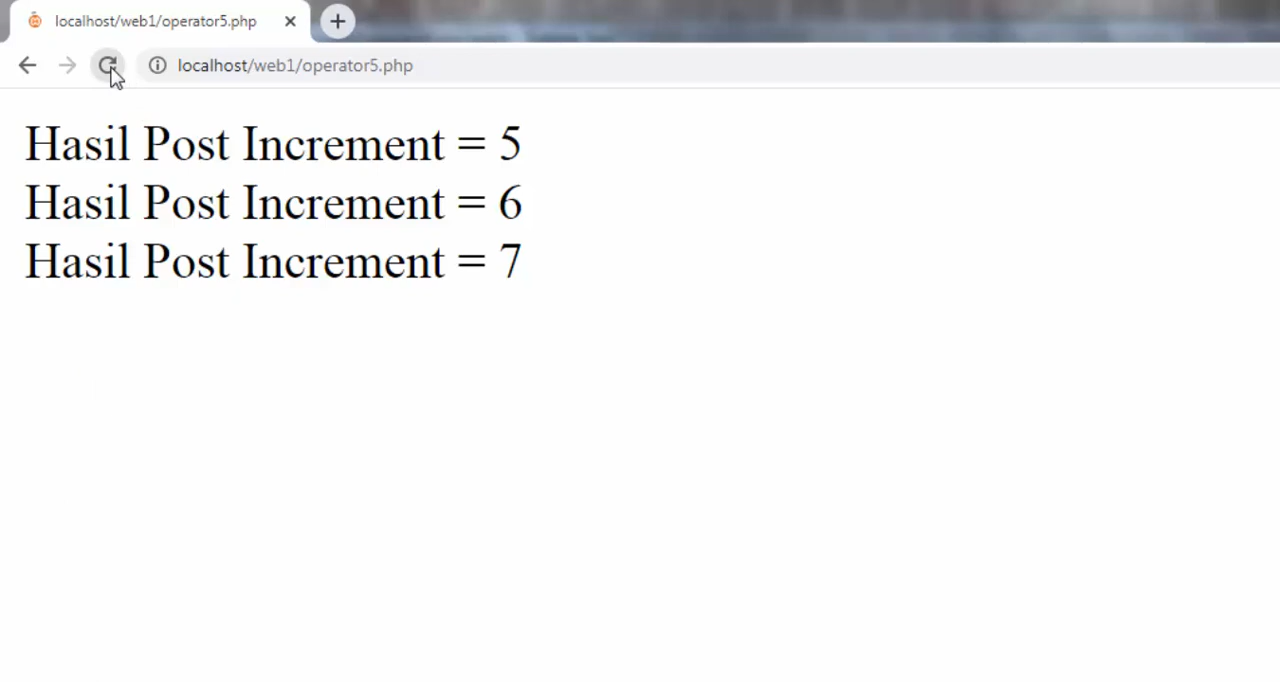 localhost/web1/operator5.php
localhost/web1/operator5.php
Hasil Post Increment = 5
Hasil Post Increment = 6
Hasil Post Increment = 7